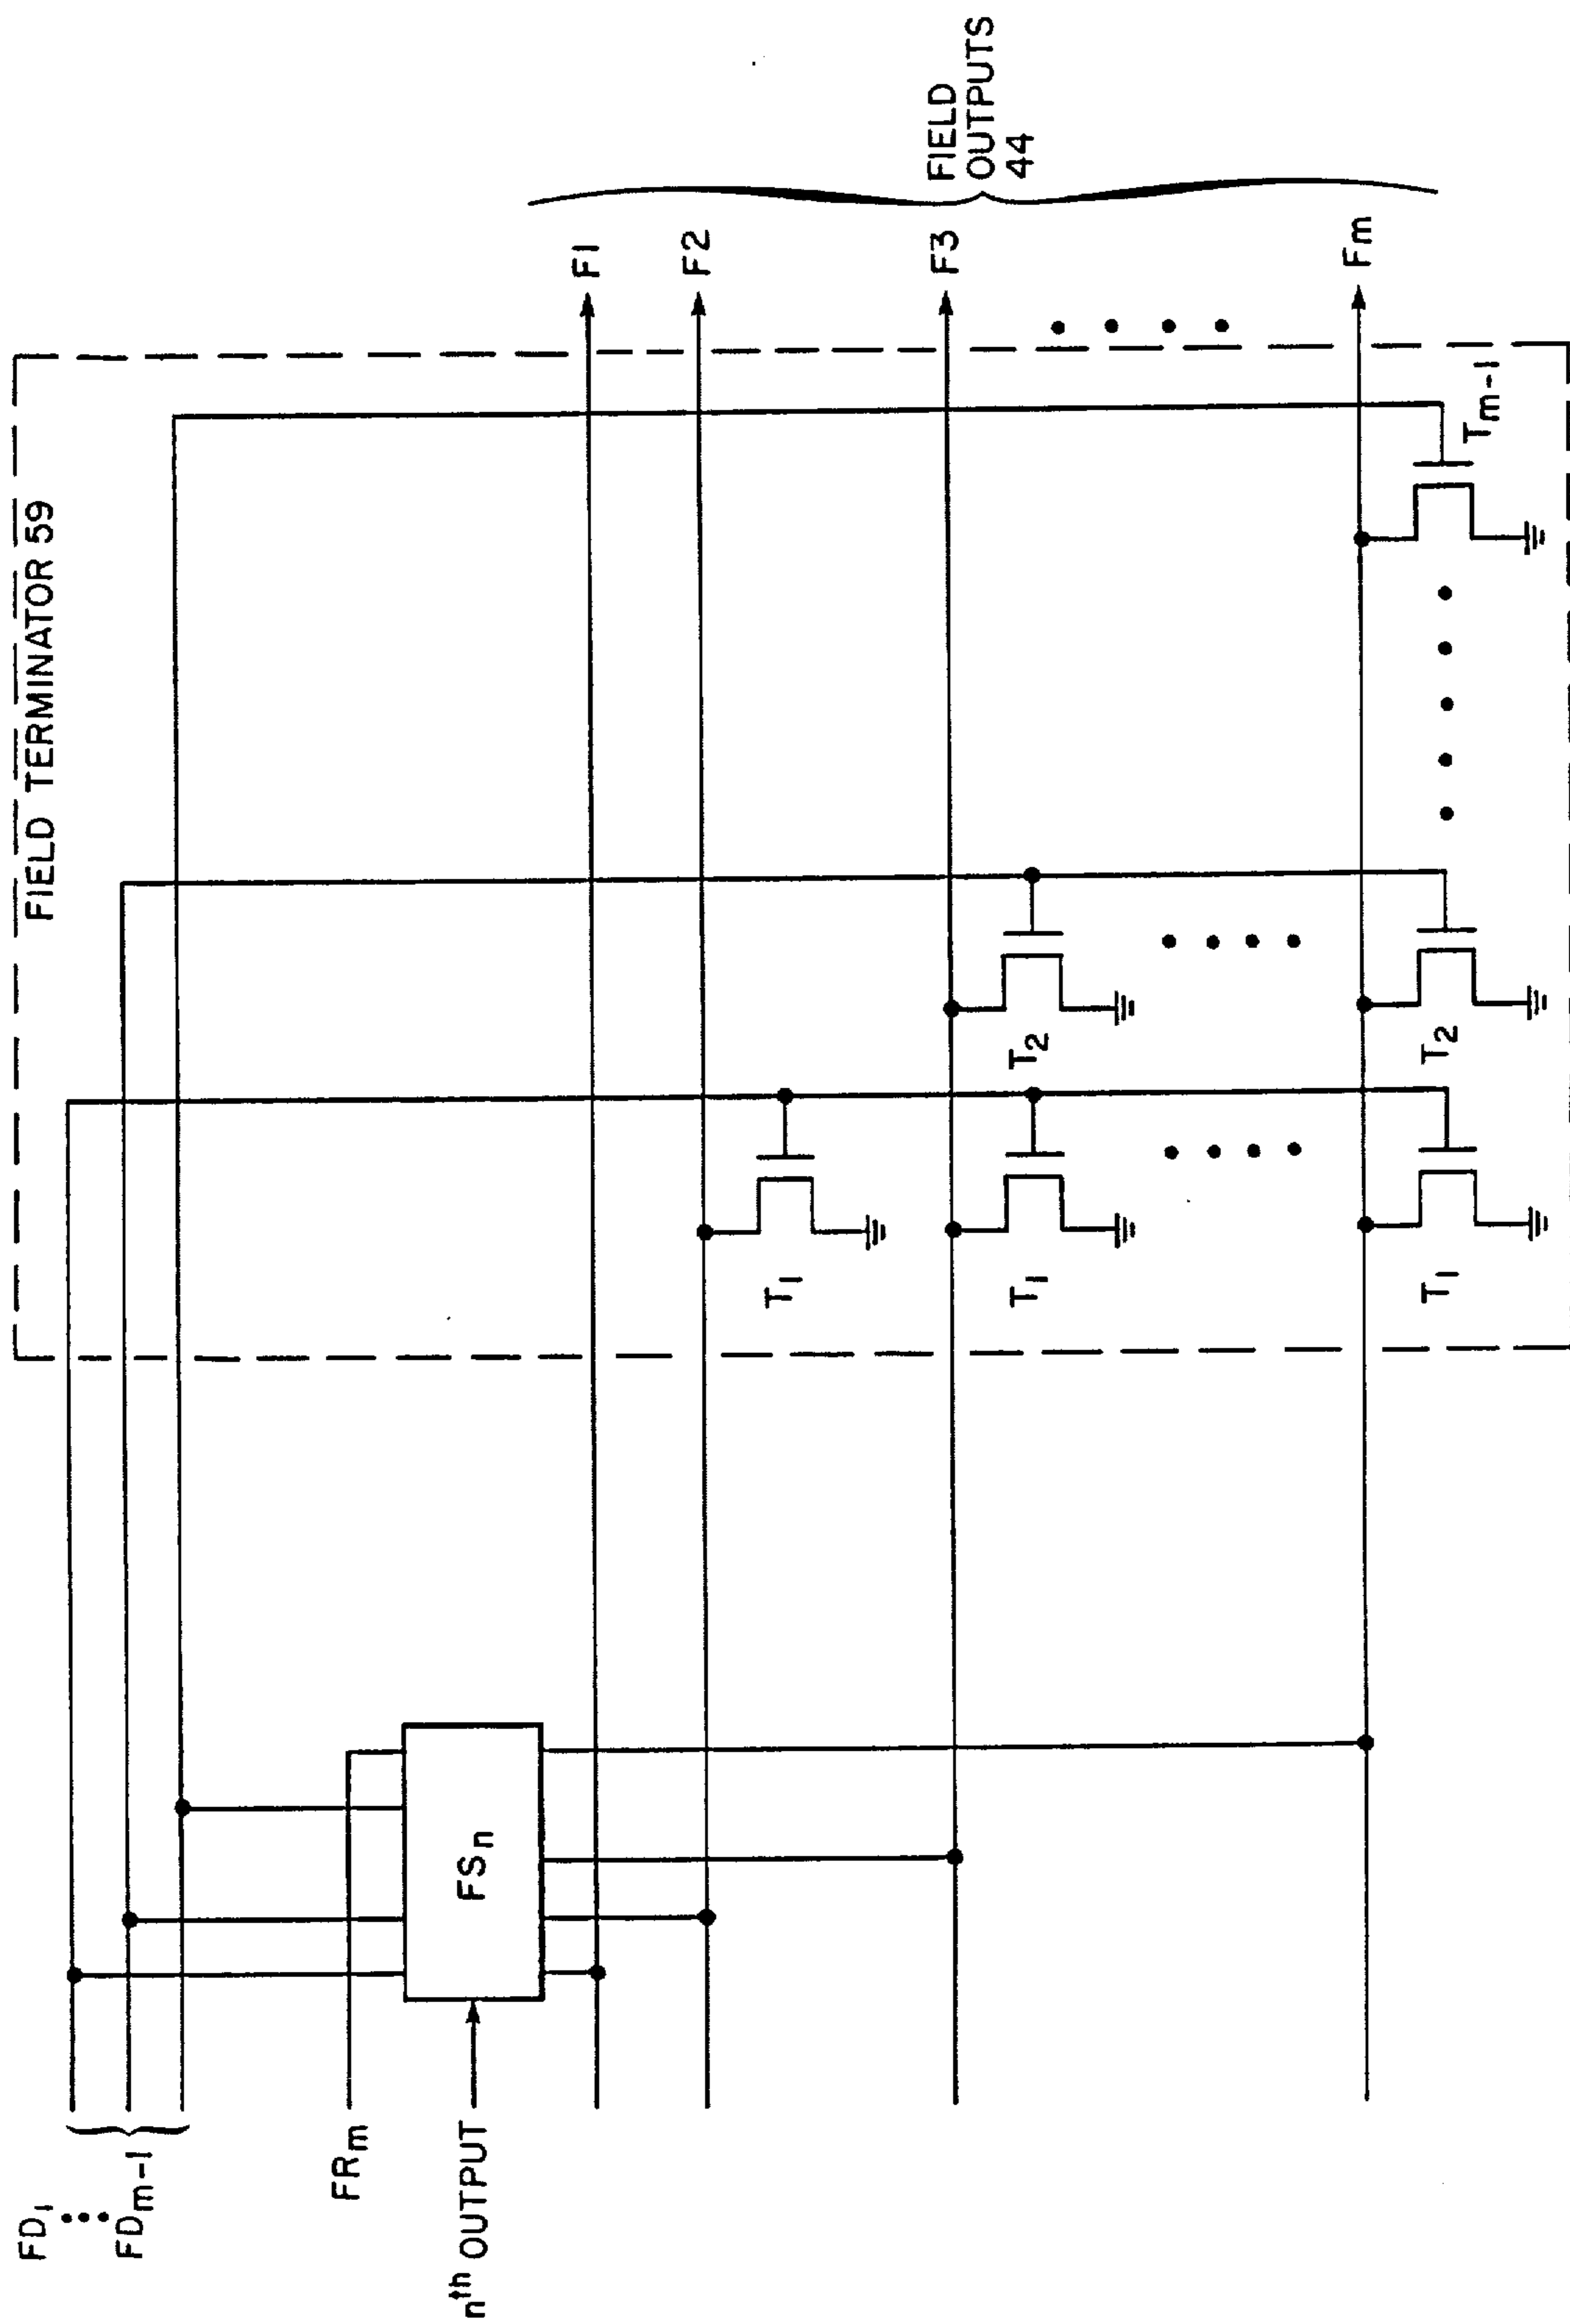 FIELD TERMINATOR 59
FD1
FDm-1
FRm
nth OUTPUT
FSn
F1
F2
F3
Fm
FIELD
OUTPUTS
44
T1
T1
T2
T1
T2
Tm-1